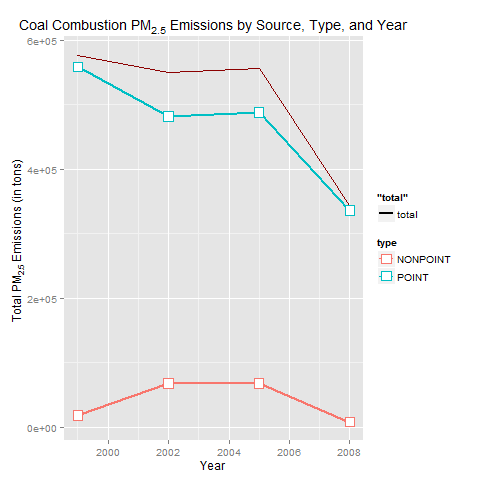 Coal Combustion PM2.5 Emissions by Source, Type, and Year
6e+05
4e+05
2e+05
0e+00
Total PM2.5 Emissions (in tons)
2000
2002
2004
2006
2008
Year
"total"
total
type
NONPOINT
POINT